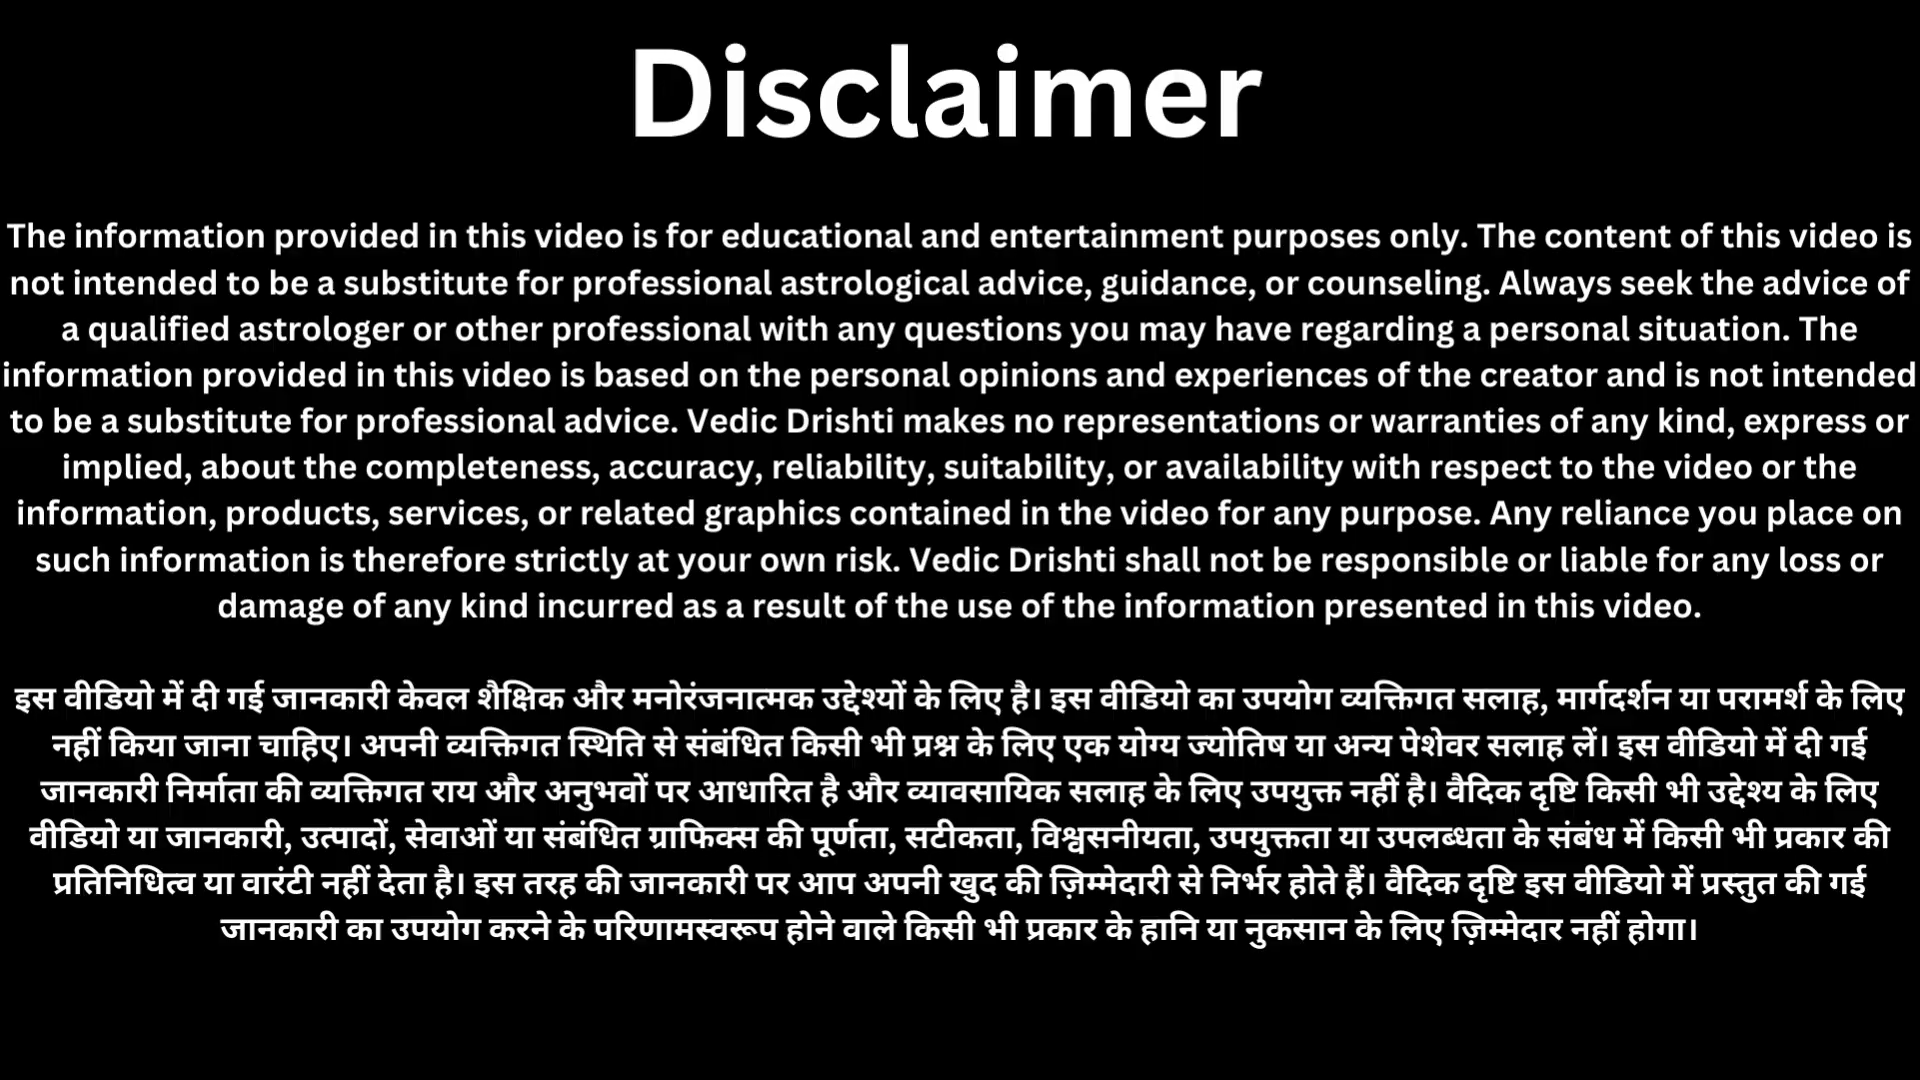 Disclaimer
The information provided in this video is for educational and entertainment purposes only. The content of this video is
not intended to be a substitute for professional astrological advice, guidance, or counseling. Always seek the advice of
a qualified astrologer or other professional with any questions you may have regarding a personal situation. The
information provided in this video is based on the personal opinions and experiences of the creator and is not intended
to be a substitute for professional advice. Vedic Drishti makes no representations or warranties of any kind, express or
implied, about the completeness, accuracy, reliability, suitability, or availability with respect to the video or the
information, products, services, or related graphics contained in the video for any purpose. Any reliance you place on
such information is therefore strictly at your own risk. Vedic Drishti shall not be responsible or liable for any loss or
damage of any kind incurred as a result of the use of the information presented in this video.
इस वीडियो में दी गई जानकारी केवल शैक्षिक और मनोरंजनात्मक उद्देश्यों के लिए है। इस वीडियो का उपयोग व्यक्तिगत सलाह, मार्गदर्शन या परामर्श के लिए
नहीं किया जाना चाहिए। अपनी व्यक्तिगत स्थिति से संबंधित किसी भी प्रश्न के लिए एक योग्य ज्योतिष या अन्य पेशेवर सलाह लें। इस वीडियो में दी गई
जानकारी निर्माता की व्यक्तिगत राय और अनुभवों पर आधारित है और व्यावसायिक सलाह के लिए उपयुक्त नहीं है। वैदिक दृष्टि किसी भी उद्देश्य के लिए
वीडियो या जानकारी, उत्पादों, सेवाओं या संबंधित ग्राफिक्स की पूर्णता, सटीकता, विश्वसनीयता, उपयुक्तता या उपलब्धता के संबंध में किसी भी प्रकार की
प्रतिनिधित्व या वारंटी नहीं देता है। इस तरह की जानकारी पर आप अपनी खुद की ज़िम्मेदारी से निर्भर होते हैं। वैदिक दृष्टि इस वीडियो में प्रस्तुत की गई
जानकारी का उपयोग करने के परिणामस्वरूप होने वाले किसी भी प्रकार के हानि या नुकसान के लिए ज़िम्मेदार नहीं होगा।